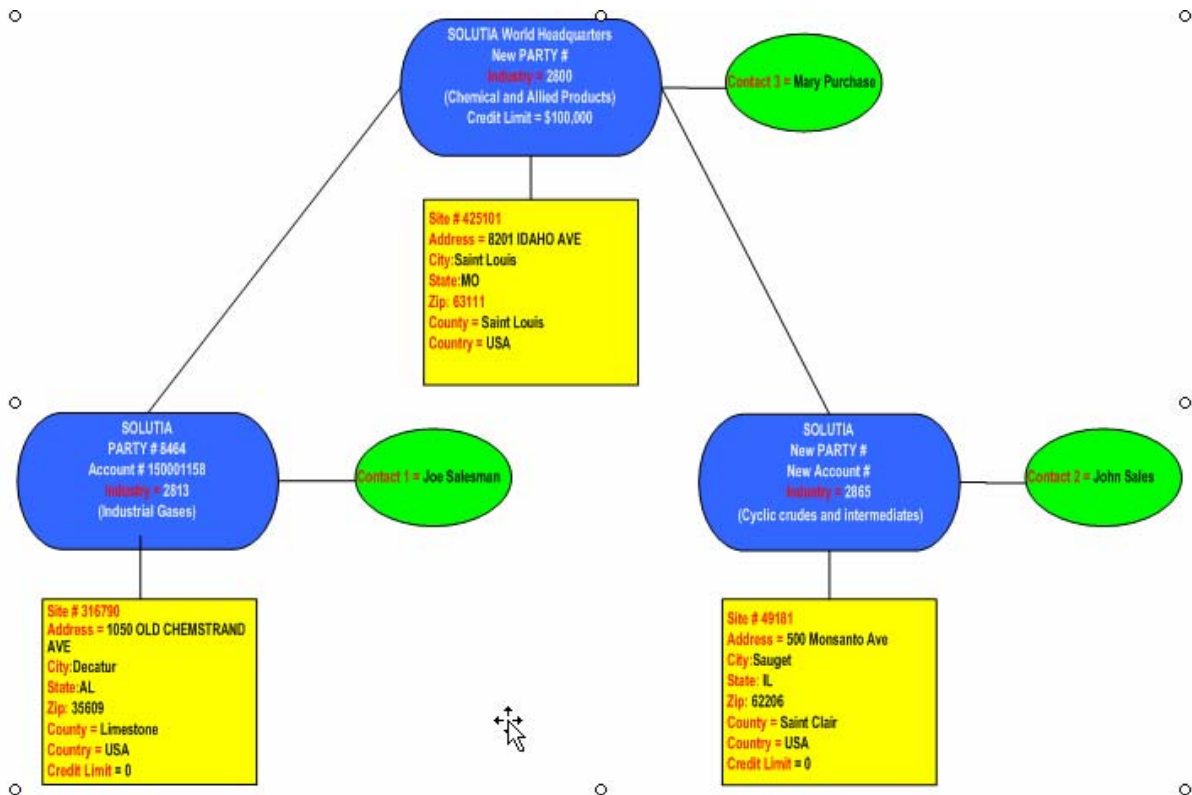 SOLUTIA World Headquarters
New PARTY #
Industry = 2800
(Chemical and Allied Products)
Credit Limit = $100,000
Contact 3 = Mary Purchase
Site # 425101
Address = 8201 IDAHO AVE
City:Saint Louis
State:MO
Zip: 63111
County = Saint Louis
Country = USA
SOLUTIA
PARTY # 8464
Account # 150001158
Industry = 2813
(Industrial Gases)
Contact 1 = Joe Salesman
SOLUTIA
New PARTY #
New Account #
Industry = 2865
(Cyclic crudes and intermediates)
Contact 2 = John Sales
Site # 316790
Address = 1050 OLD CHEMSTRAND
AVE
City:Decatur
State:AL
Zip: 35609
County = Limestone
Country = USA
Credit Limit = 0
Site # 49181
Address = 500 Monsanto Ave
City:Sauget
State: IL
Zip: 62206
County = Saint Clair
Country = USA
Credit Limit = 0